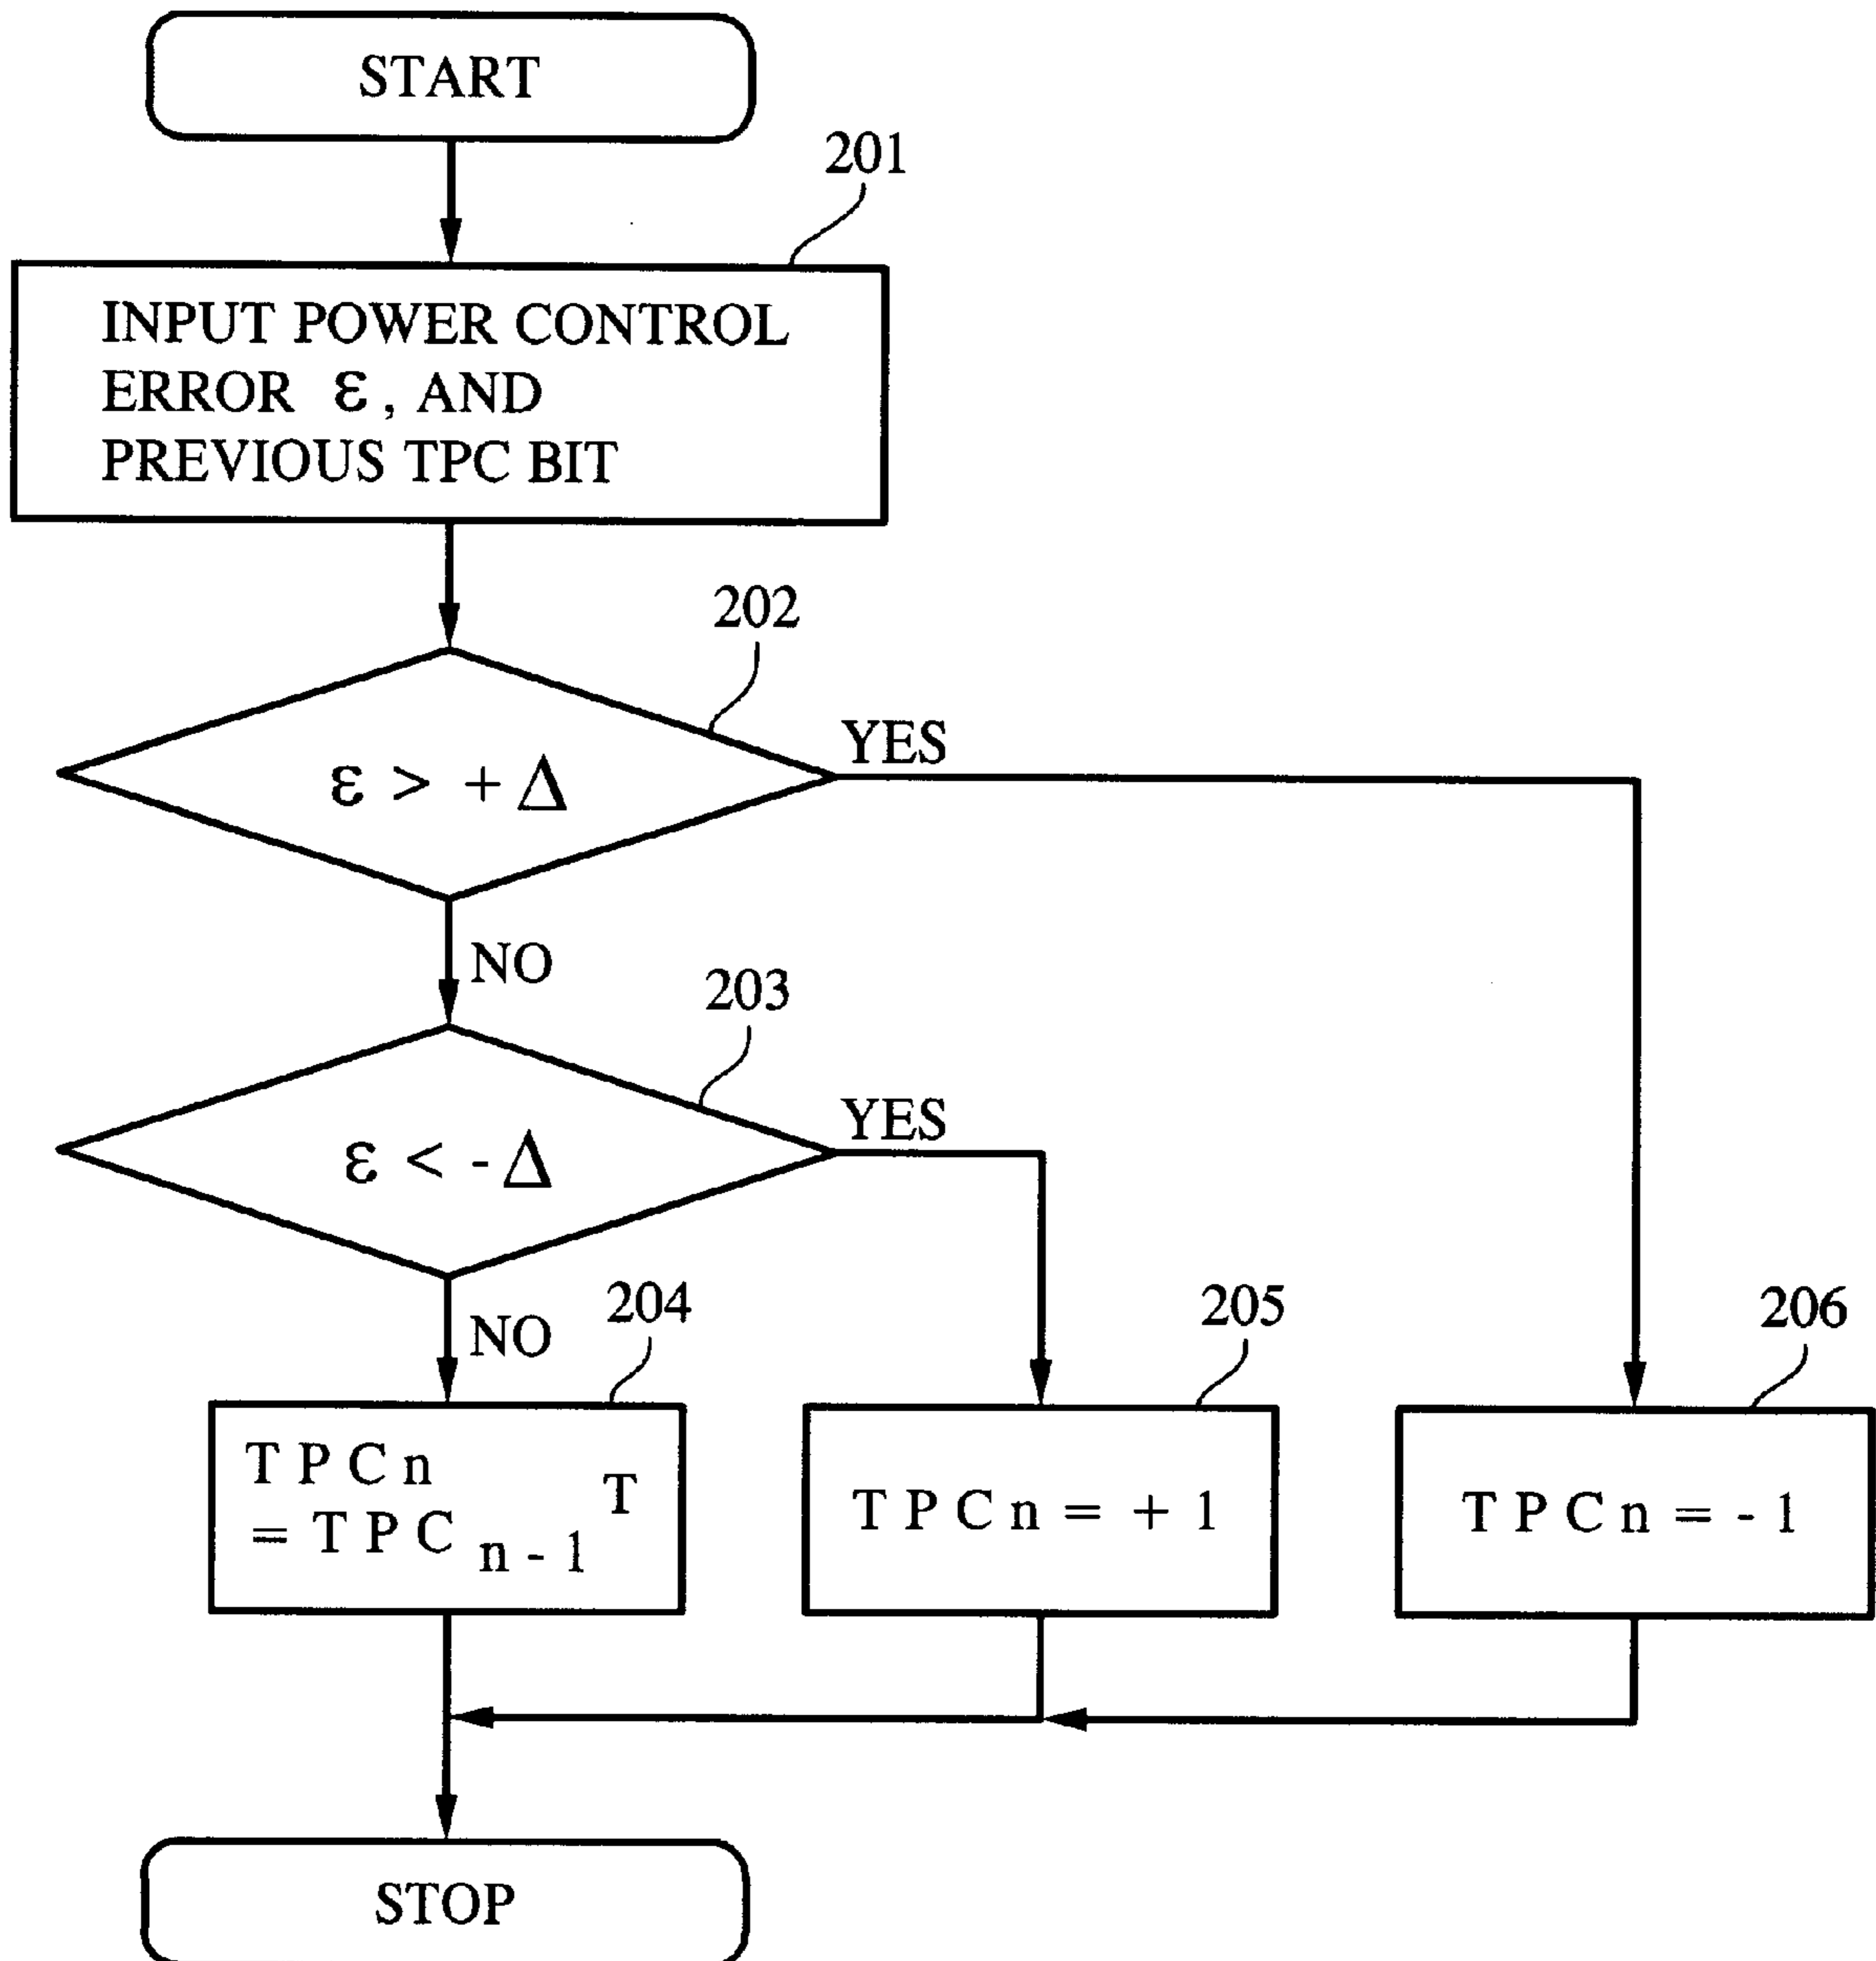 START
201
INPUT POWER CONTROL
ERROR ε, AND
PREVIOUS TPC BIT
202
ε > + Δ
YES
NO
203
ε < - Δ
YES
NO
204
T P C n
= T P C n - 1 T
205
T P C n = + 1
206
T P C n = - 1
STOP